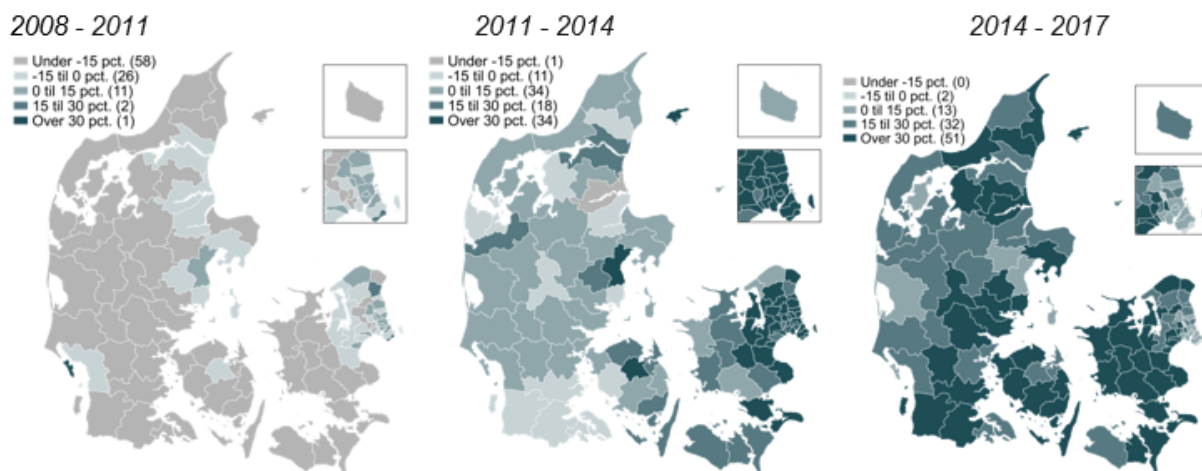 2008 - 2011
Under -15 pct. (58)
-15 til 0 pct. (26)
0 til 15 pct. (11)
15 til 30 pct. (2)
Over 30 pct. (1)
2011 - 2014
Under -15 pct. (1)
-15 til 0 pct. (11)
0 til 15 pct. (34)
15 til 30 pct. (18)
Over 30 pct. (34)
2014 - 2017
Under -15 pct. (0)
-15 til 0 pct. (2)
0 til 15 pct. (13)
15 til 30 pct. (32)
Over 30 pct. (51)